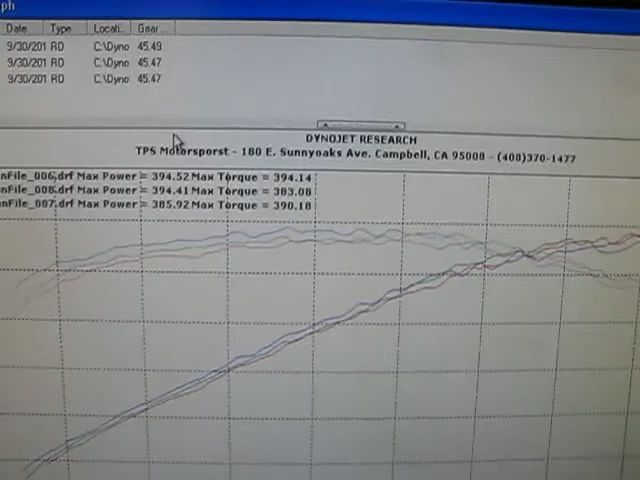 ph
Date Type Locati.. Gear ...
9/30/201 RO C:\Dyno 45.49
9/30/201 RO C:\Dyno 45.47
9/30/201 RO C:\Dyno 45.47
DYNOJET RESEARCH
TPS Motorsporst - 180 E. Sunnyoaks Ave. Campbell, CA 95008 - (408)370-1477
nFile_006.drf Max Power = 394.52 Max Torque = 394.14
nFile_008.drf Max Power = 394.41 Max Torque = 383.08
nFile_007.drf Max Power = 385.92 Max Torque = 390.18